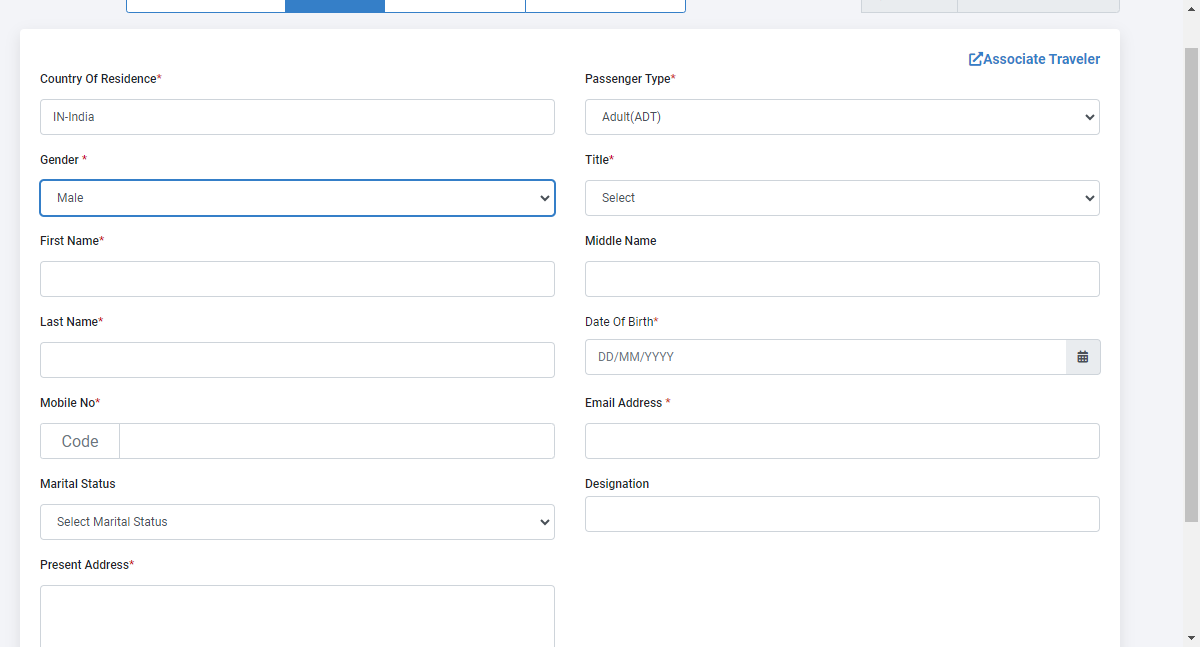 Associate Traveler
Country Of Residence*
Passenger Type*
IN-India
Adult(ADT)
Gender *
Title*
Male
Select
First Name*
Middle Name
Last Name*
Date Of Birth*
DD/MM/YYYY
Mobile No*
Email Address *
Code
Marital Status
Designation
Select Marital Status
Present Address*